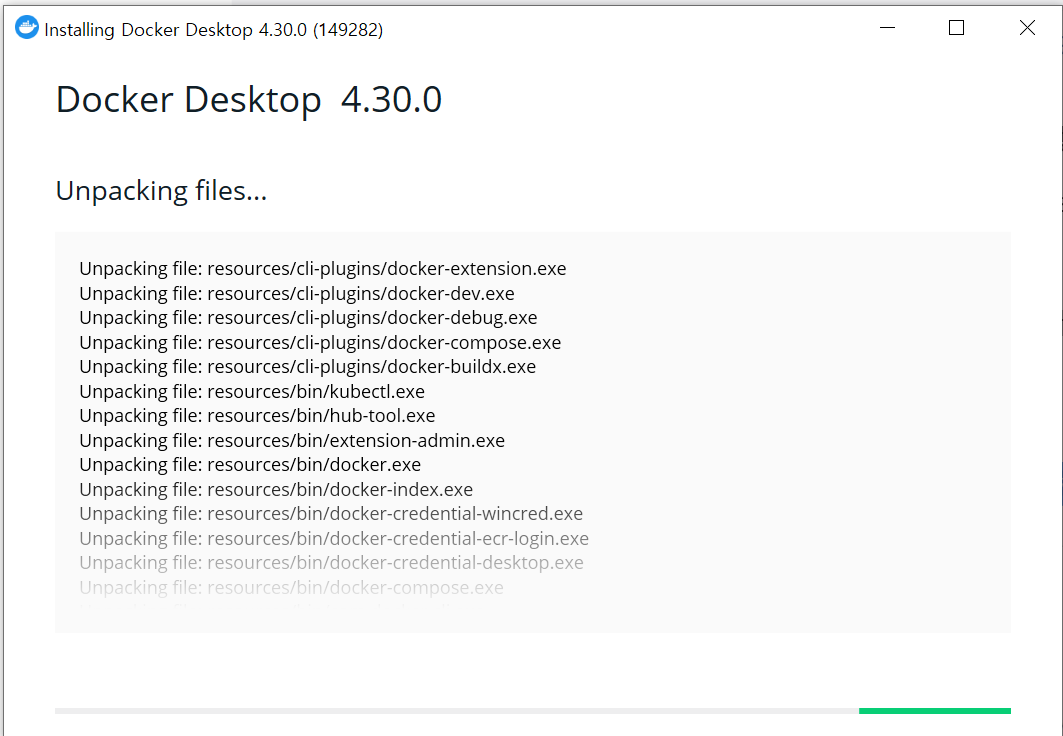 Installing Docker Desktop 4.30.0 (149282)
Docker Desktop 4.30.0
Unpacking files...
Unpacking file: resources/cli-plugins/docker-extension.exe
Unpacking file: resources/cli-plugins/docker-dev.exe
Unpacking file: resources/cli-plugins/docker-debug.exe
Unpacking file: resources/cli-plugins/docker-compose.exe
Unpacking file: resources/cli-plugins/docker-buildx.exe
Unpacking file: resources/bin/kubectl.exe
Unpacking file: resources/bin/hub-tool.exe
Unpacking file: resources/bin/extension-admin.exe
Unpacking file: resources/bin/docker.exe
Unpacking file: resources/bin/docker-index.exe
Unpacking file: resources/bin/docker-credential-wincred.exe
Unpacking file: resources/bin/docker-credential-ecr-login.exe
Unpacking file: resources/bin/docker-credential-desktop.exe
Unpacking file: resources/bin/docker-compose.exe